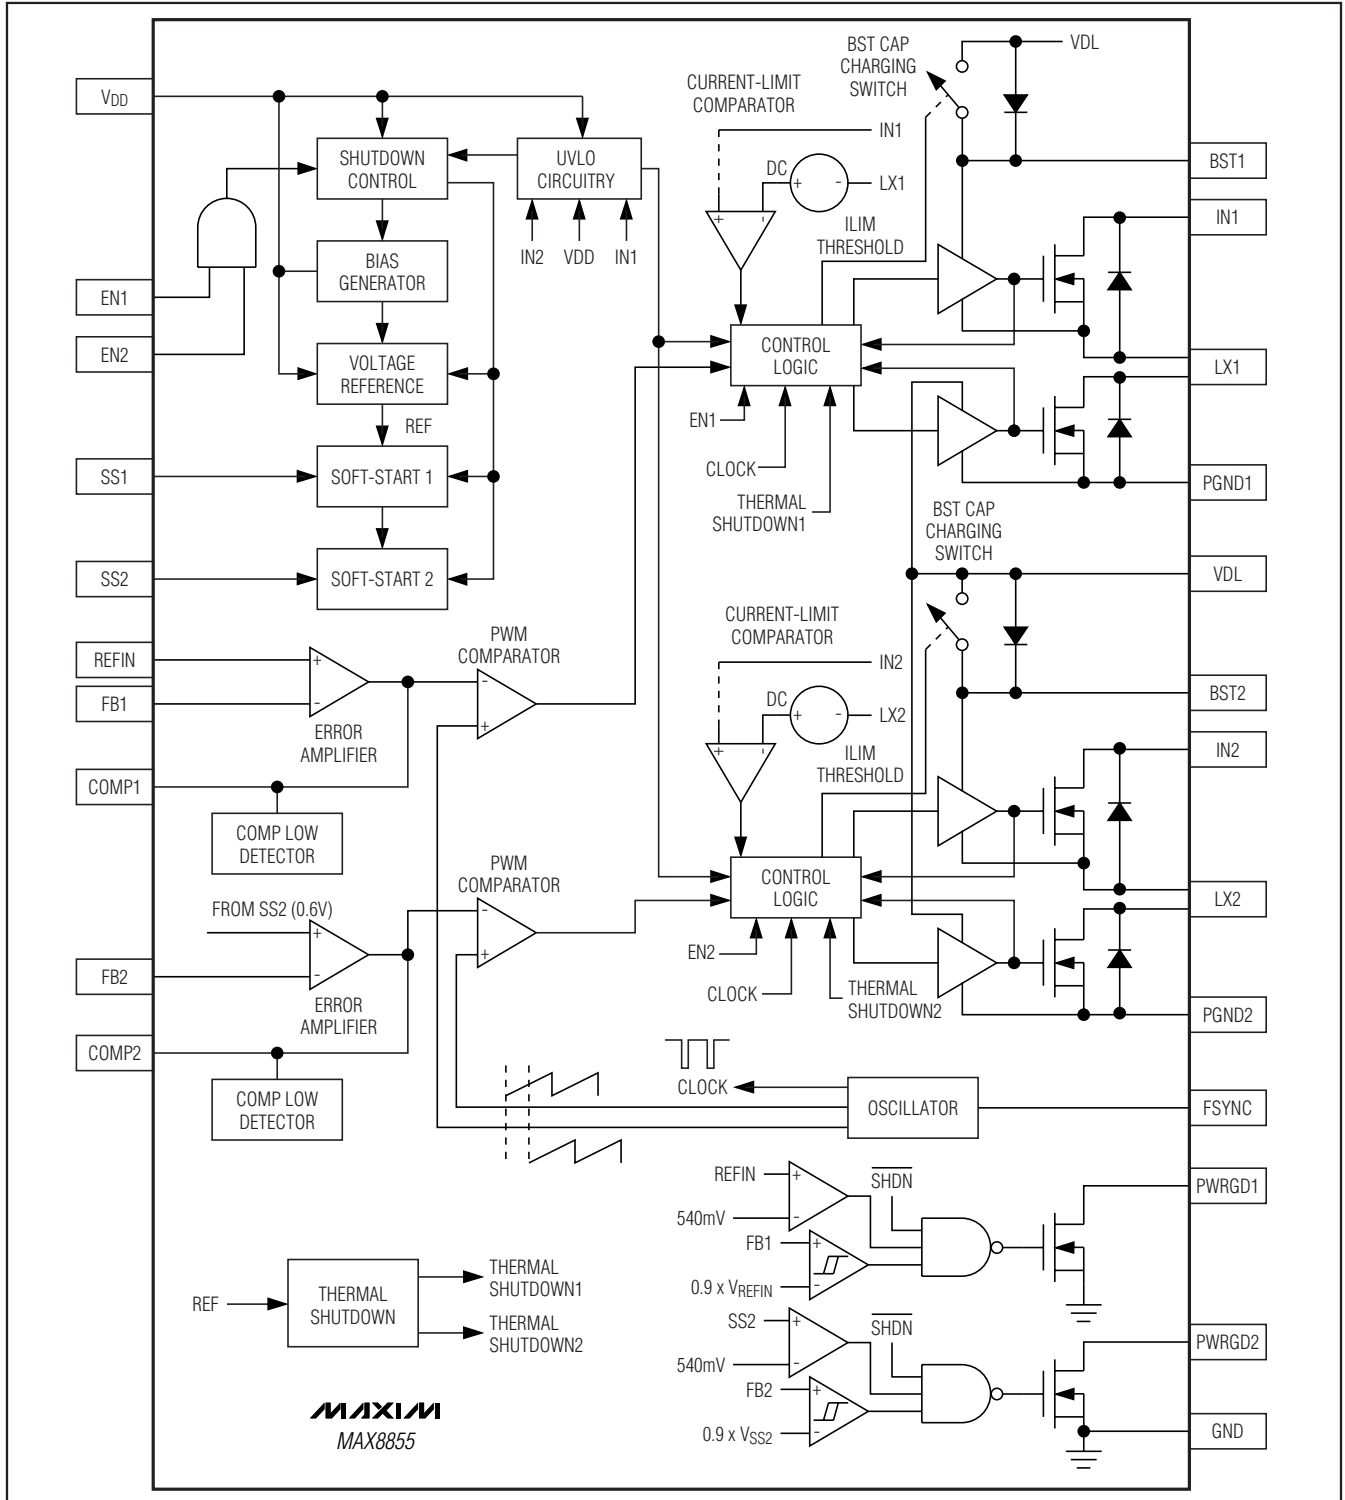 BST CAP
CHARGING
SWITCH
VDL
CURRENT-LIMIT
COMPARATOR
VDD
IN1
SHUTDOWN
CONTROL
UVLO
CIRCUITRY
DC
+
-
LX1
BST1
+
-
ILIM
THRESHOLD
IN1
IN2
VDD
IN1
BIAS
GENERATOR
EN1
EN2
VOLTAGE
REFERENCE
CONTROL
LOGIC
LX1
REF
EN1
SS1
SOFT-START 1
CLOCK
PGND1
THERMAL
SHUTDOWN1
BST CAP
CHARGING
SWITCH
SS2
SOFT-START 2
VDL
CURRENT-LIMIT
COMPARATOR
PWM
COMPARATOR
REFIN
+
-
IN2
FB1
-
+
DC
+
-
LX2
BST2
ERROR
AMPLIFIER
+
-
ILIM
THRESHOLD
IN2
COMP1
COMP LOW
DETECTOR
PWM
COMPARATOR
CONTROL
LOGIC
LX2
FROM SS2 (0.6V)
+
-
-
+
EN2
FB2
CLOCK
THERMAL
SHUTDOWN2
ERROR
AMPLIFIER
PGND2
COMP2
CLOCK
COMP LOW
DETECTOR
OSCILLATOR
FSYNC
REFIN
+
SHDN
PWRGD1
540mV
-
FB1
+
0.9 x VREFIN
-
REF
THERMAL
SHUTDOWN
THERMAL
SHUTDOWN1
THERMAL
SHUTDOWN2
SS2
+
SHDN
PWRGD2
540mV
-
FB2
+
0.9 x VSS2
-
GND
MAXIM
MAX8855